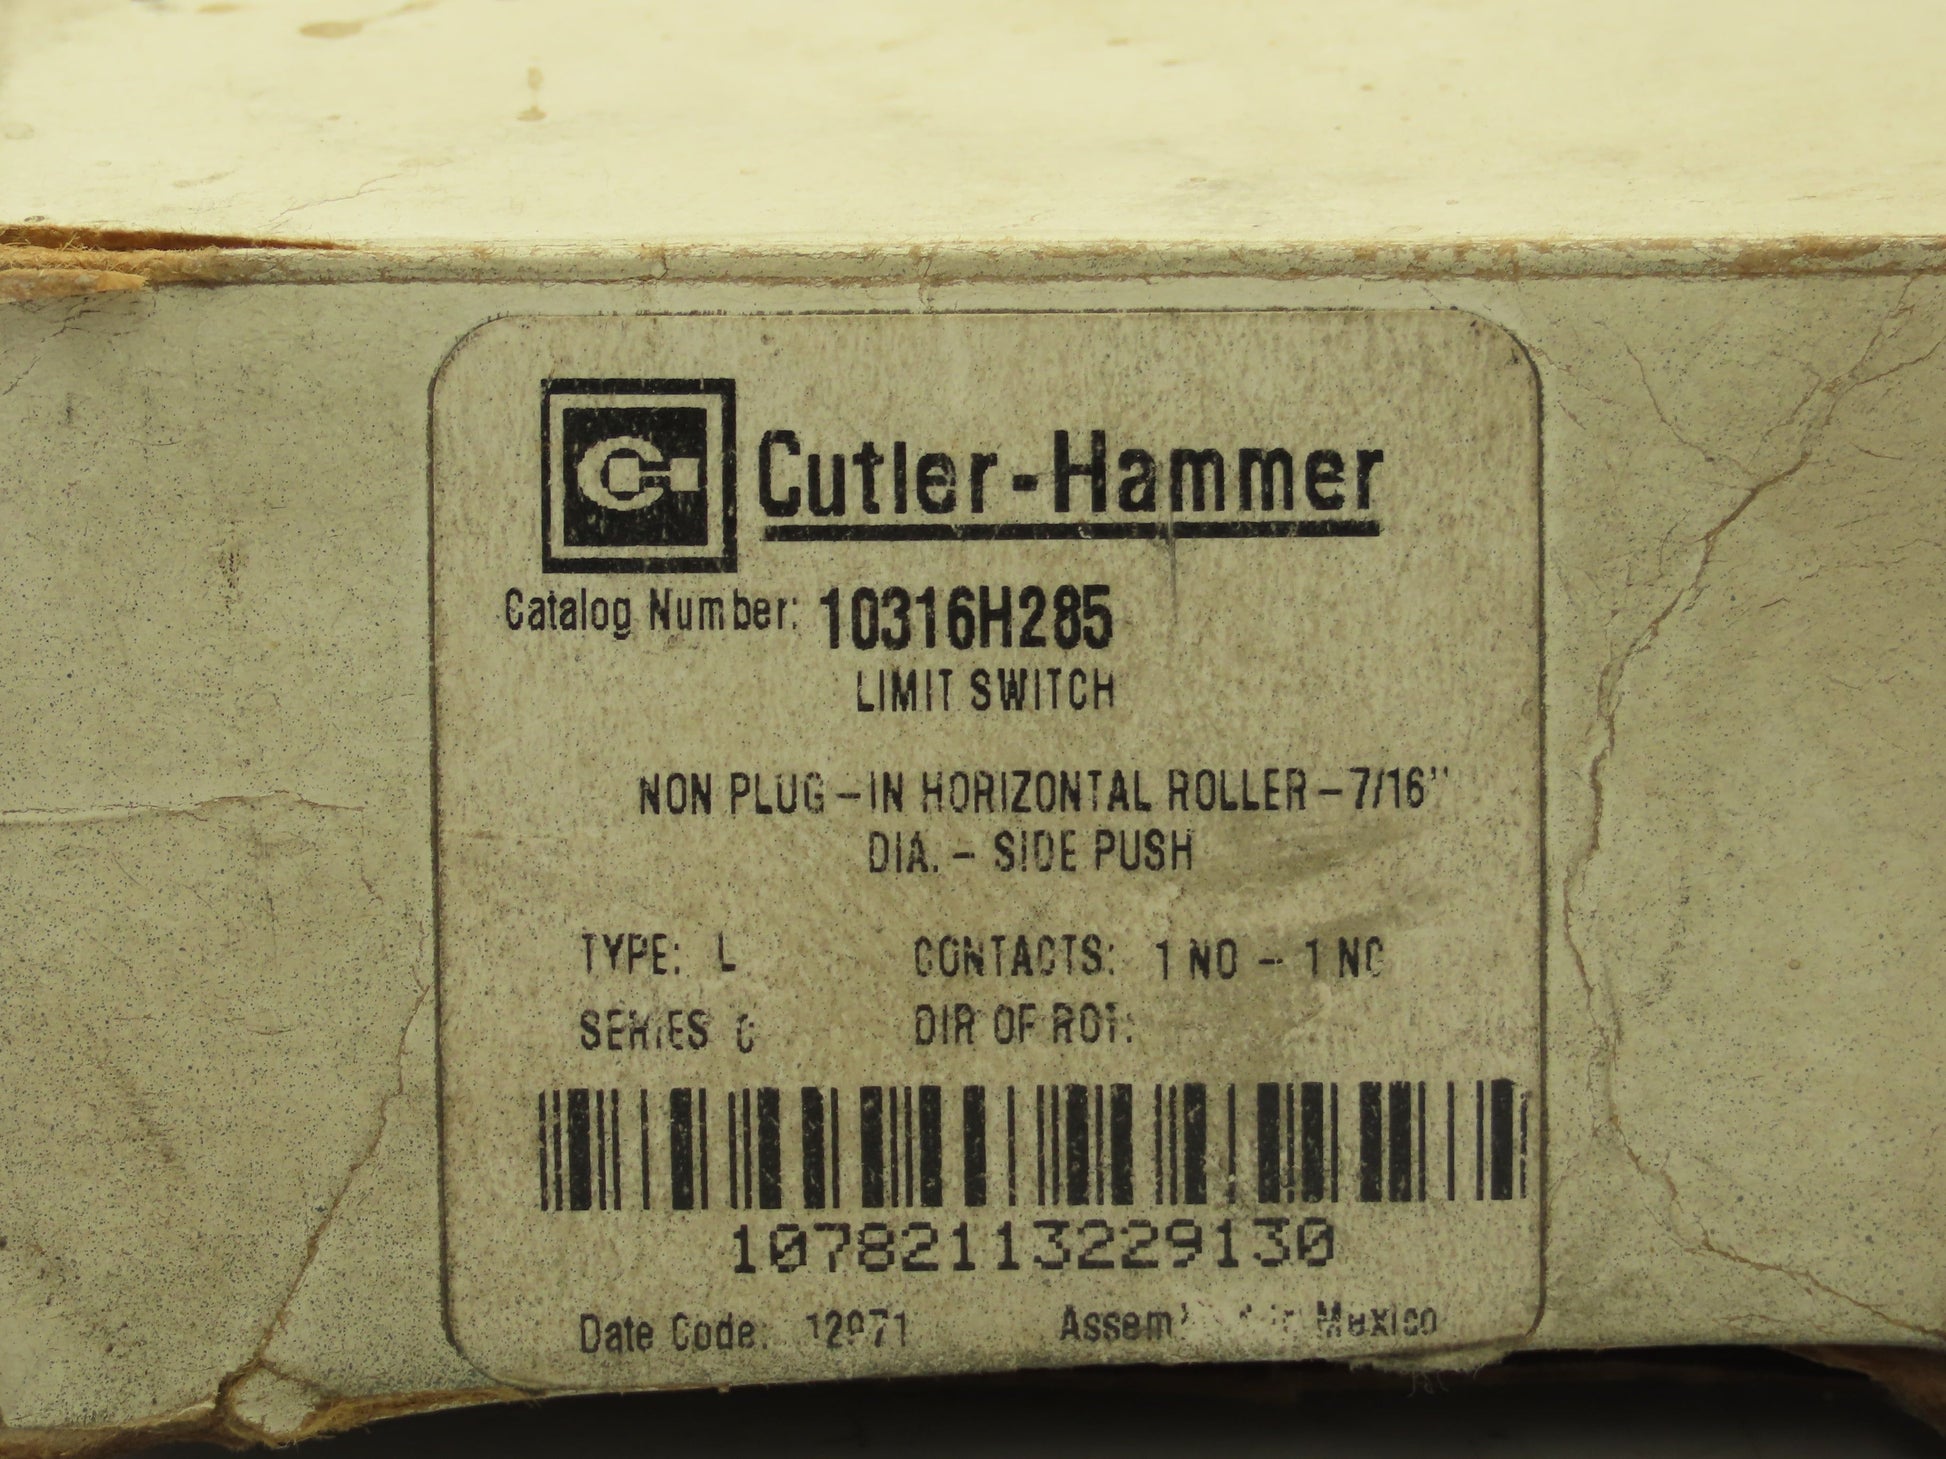 Cutler-Hammer
Catalog Number: 10316H285
LIMIT SWITCH
NON PLUG-IN HORIZONTAL ROLLER-7/16"
DIA. - SIDE PUSH
TYPE: L CONTACTS: 1 NO - 1 NC
SERIES C DIR OF ROT:
10782113229130
Date Code: Mexico